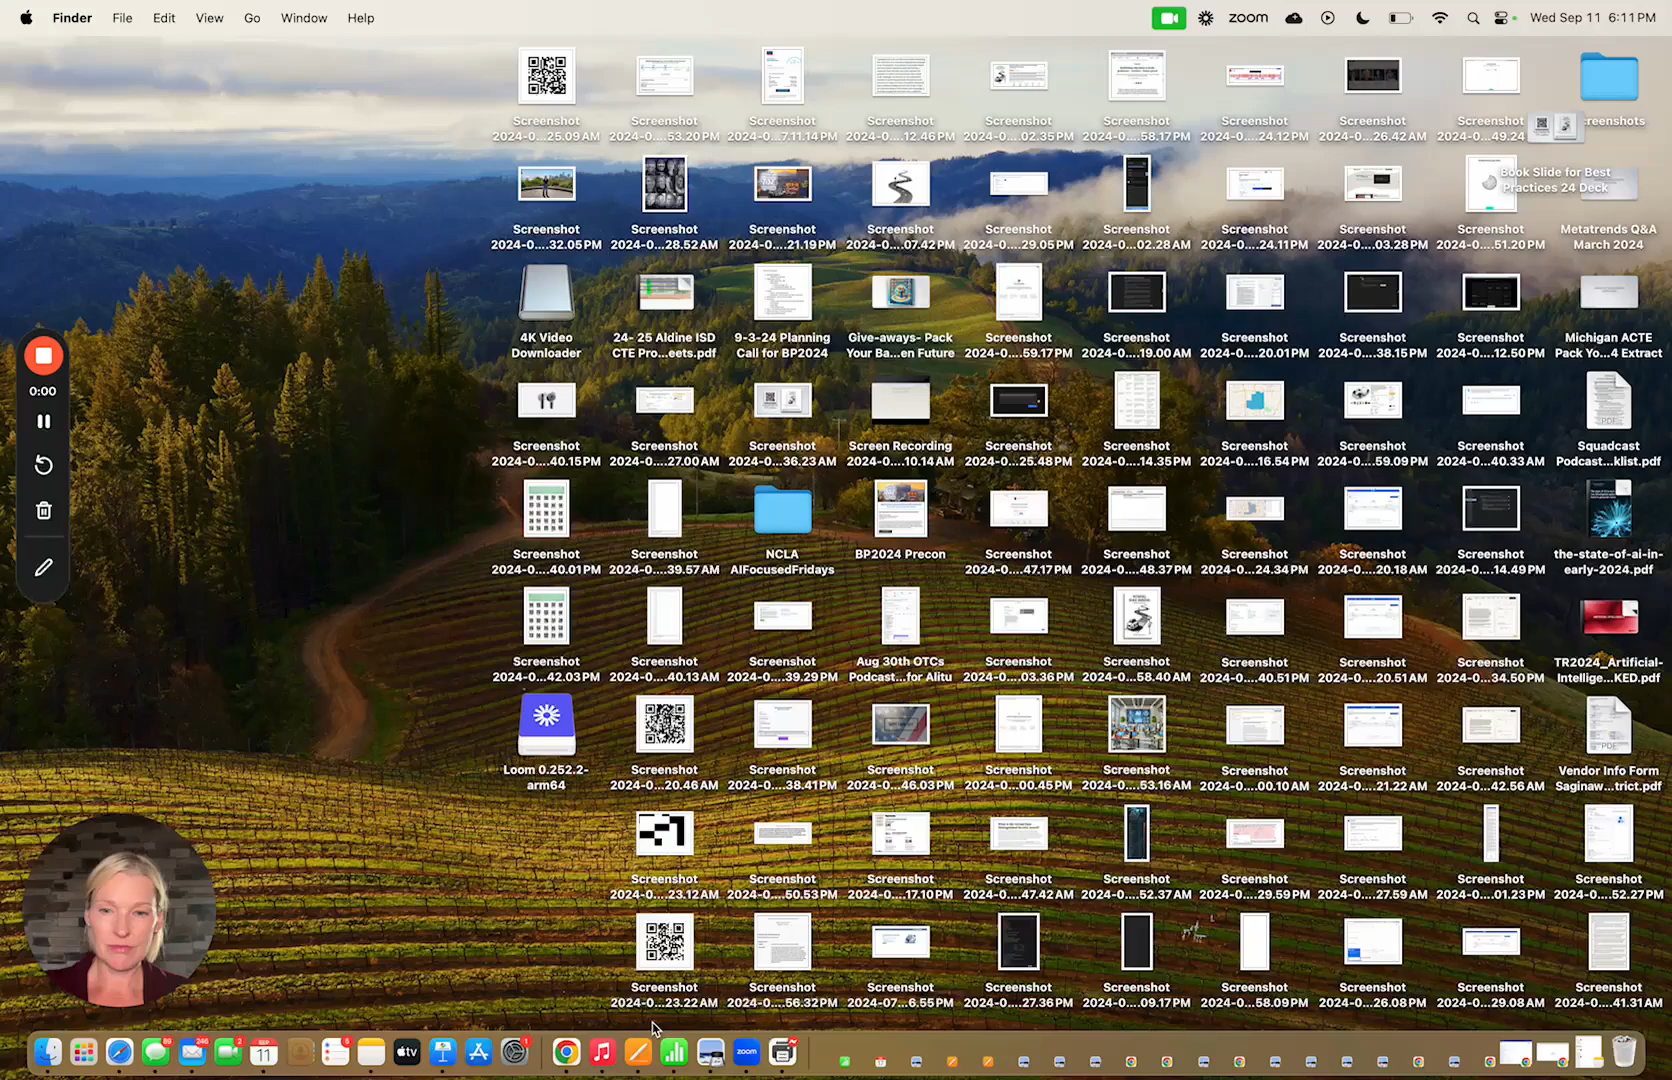 Finder File Edit View Go Window Help
zoom
Wed Sep 11 6:11 PM
Screenshot 2024-0...25.09 AM
Screenshot 2024-0....53.20 PM
Screenshot 2024-0...7.11.14 PM
Screenshot 2024-0....12.46 PM
Screenshot 2024-0....02.35 PM
Screenshot 2024-0....58.17 PM
Screenshot 2024-0....24.12 PM
Screenshot 2024-0....26.42 AM
Screenshot 2024-0....49.24
creenshots
Book Slide for Best Practices 24 Deck
Screenshot 2024-0....32.05 PM
Screenshot 2024-0....28.52 AM
Screenshot 2024-0....21.19 PM
Screenshot 2024-0....07.42 PM
Screenshot 2024-0....29.05 PM
Screenshot 2024-0....02.28 AM
Screenshot 2024-0....24.11 PM
Screenshot 2024-0....03.28 PM
Screenshot 2024-0....51.20 PM
Metatrends Q&A March 2024
4K Video Downloader
24- 25 Aldine ISD CTE Pro...eets.pdf
9-3-24 Planning Call for BP2024
Give-aways- Pack Your Ba...en Future
Screenshot 2024-0....59.17 PM
Screenshot 2024-0....19.00 AM
Screenshot 2024-0....20.01 PM
Screenshot 2024-0....38.15 PM
Screenshot 2024-0....12.50 PM
Michigan ACTE Pack Yo...4 Extract
0:00
Screenshot 2024-0....40.15 PM
Screenshot 2024-0....27.00 AM
Screenshot 2024-0....36.23 AM
Screen Recording 2024-0....10.14 AM
Screenshot 2024-0....25.48 PM
Screenshot 2024-0....14.35 PM
Screenshot 2024-0....16.54 PM
Screenshot 2024-0....59.09 PM
Screenshot 2024-0....40.33 AM
PDF
Squadcast Podcast...klist.pdf
Screenshot 2024-0....40.01 PM
Screenshot 2024-0....39.57 AM
NCLA AIFocusedFridays
BP2024 Precon
Screenshot 2024-0....47.17 PM
Screenshot 2024-0....48.37 PM
Screenshot 2024-0....24.34 PM
Screenshot 2024-0....20.18 AM
Screenshot 2024-0....14.49 PM
the-state-of-ai-in-early-2024.pdf
Screenshot 2024-0....42.03 PM
Screenshot 2024-0....40.13 AM
Screenshot 2024-0....39.29 PM
Aug 30th OTCs Podcast...for Alitu
Screenshot 2024-0....03.36 PM
Screenshot 2024-0....58.40 AM
Screenshot 2024-0....40.51 PM
Screenshot 2024-0....20.51 AM
Screenshot 2024-0....34.50 PM
TR2024_Artificial-Intellige...KED.pdf
Loom 0.252.2-arm64
Screenshot 2024-0...20.46 AM
Screenshot 2024-0....38.41 PM
Screenshot 2024-0....46.03 PM
Screenshot 2024-0....00.45 PM
Screenshot 2024-0....53.16 AM
Screenshot 2024-0....00.10 AM
Screenshot 2024-0....21.22 AM
Screenshot 2024-0....42.56 AM
PDF
Vendor Info Form Saginaw...trict.pdf
Screenshot 2024-0....23.12 AM
Screenshot 2024-0....50.53 PM
Screenshot 2024-0....17.10 PM
Screenshot 2024-0....47.42 AM
Screenshot 2024-0....52.37 AM
Screenshot 2024-0....29.59 PM
Screenshot 2024-0....27.59 AM
Screenshot 2024-0....01.23 PM
Screenshot 2024-0....52.27 PM
Screenshot 2024-0...23.22 AM
Screenshot 2024-0....56.32 PM
Screenshot 2024-07...6.55 PM
Screenshot 2024-0....27.36 PM
Screenshot 2024-0....09.17 PM
Screenshot 2024-0....58.09 PM
Screenshot 2024-0....26.08 PM
Screenshot 2024-0....29.08 AM
Screenshot 2024-0....41.31 AM
89
246
2
SEP 11
5
tv
1
zoom